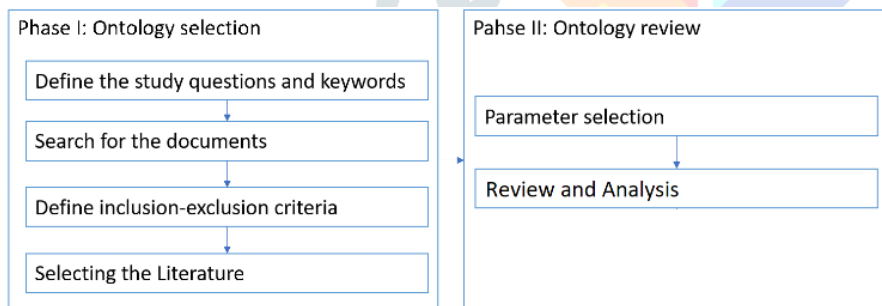 Phase I: Ontology selection
Define the study questions and keywords
Search for the documents
Define inclusion-exclusion criteria
Selecting the Literature
Pahse II: Ontology review
Parameter selection
Review and Analysis